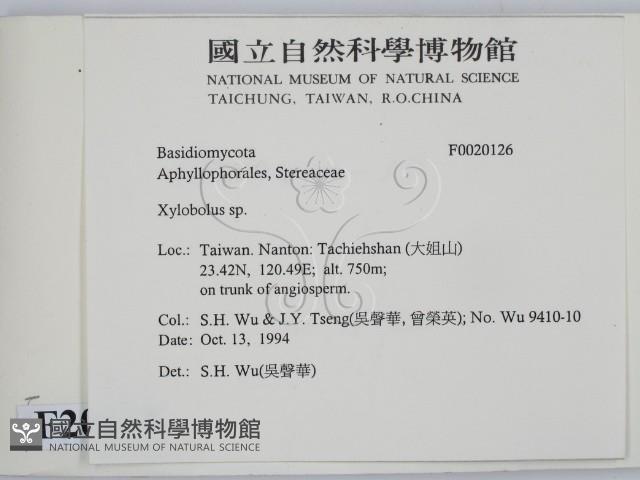 國立自然科學博物館
NATIONAL MUSEUM OF NATURAL SCIENCE
TAICHUNG, TAIWAN, R.O.CHINA
Basidiomycota F0020126
Aphyllophorales, Stereaceae
Xylobolus sp.
Loc.: Taiwan. Nanton: Tachiehshan (大姐山)
23.42N, 120.49E; alt. 750m;
on trunk of angiosperm.
Col.: S.H. Wu & J.Y. Tseng(吳聲華, 曾榮英); No. Wu 9410-10
Date: Oct. 13, 1994
Det.: S.H. Wu(吳聲華)
國立自然科學博物館
NATIONAL MUSEUM OF NATURAL SCIENCE